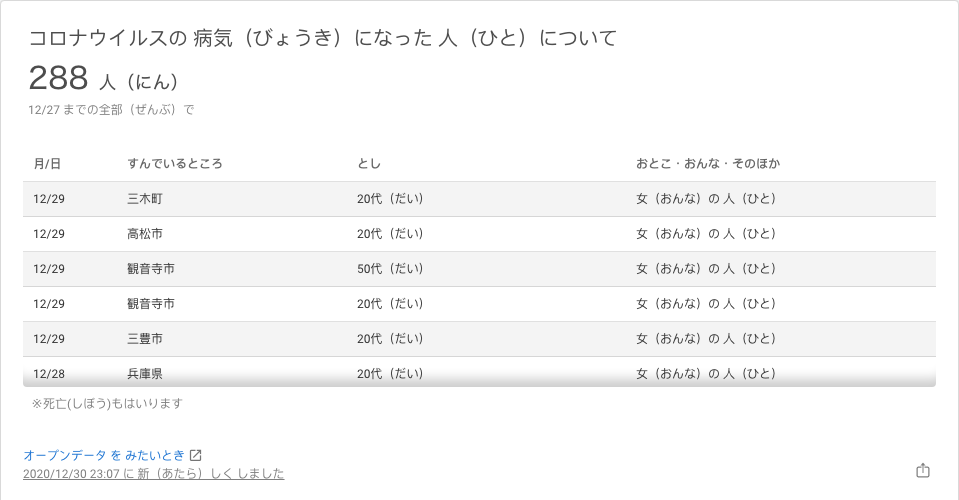 コロナウイルスの 病気（びょうき）になった 人（ひと）について
288 人（にん）
12/27 までの全部（ぜんぶ）で
月/日 すんでいるところ とし おとこ・おんな・そのほか
12/29 三木町 20代（だい） 女（おんな）の 人（ひと）
12/29 高松市 20代（だい） 女（おんな）の 人（ひと）
12/29 観音寺市 50代（だい） 女（おんな）の 人（ひと）
12/29 観音寺市 20代（だい） 女（おんな）の 人（ひと）
12/29 三豊市 20代（だい） 女（おんな）の 人（ひと）
12/28 兵庫県 20代（だい） 女（おんな）の 人（ひと）
※死亡(しぼう)もはいります
オープンデータ を みたいとき
2020/12/30 23:07 に 新（あたら）しく しました